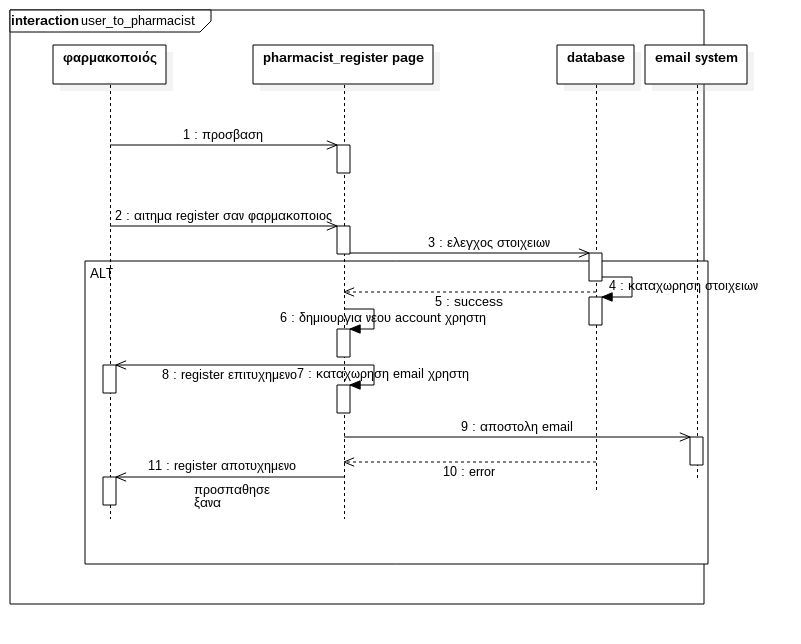 interaction user_to_pharmacist
φαρμακοποιός
pharmacist_register page
database
email system
1 : προσβαση
2 : αιτημα register σαν φαρμακοποιος
3 : ελεγχος στοιχειων
ALT
4 : καταχωρηση στοιχειων
5 : success
6 : δημιουργια νεου account χρηστη
8 : register επιτυχημενο
7 : καταχωρηση email χρηστη
9 : αποστολη email
11 : register αποτυχημενο
10 : error
προσπαθησε
ξανα